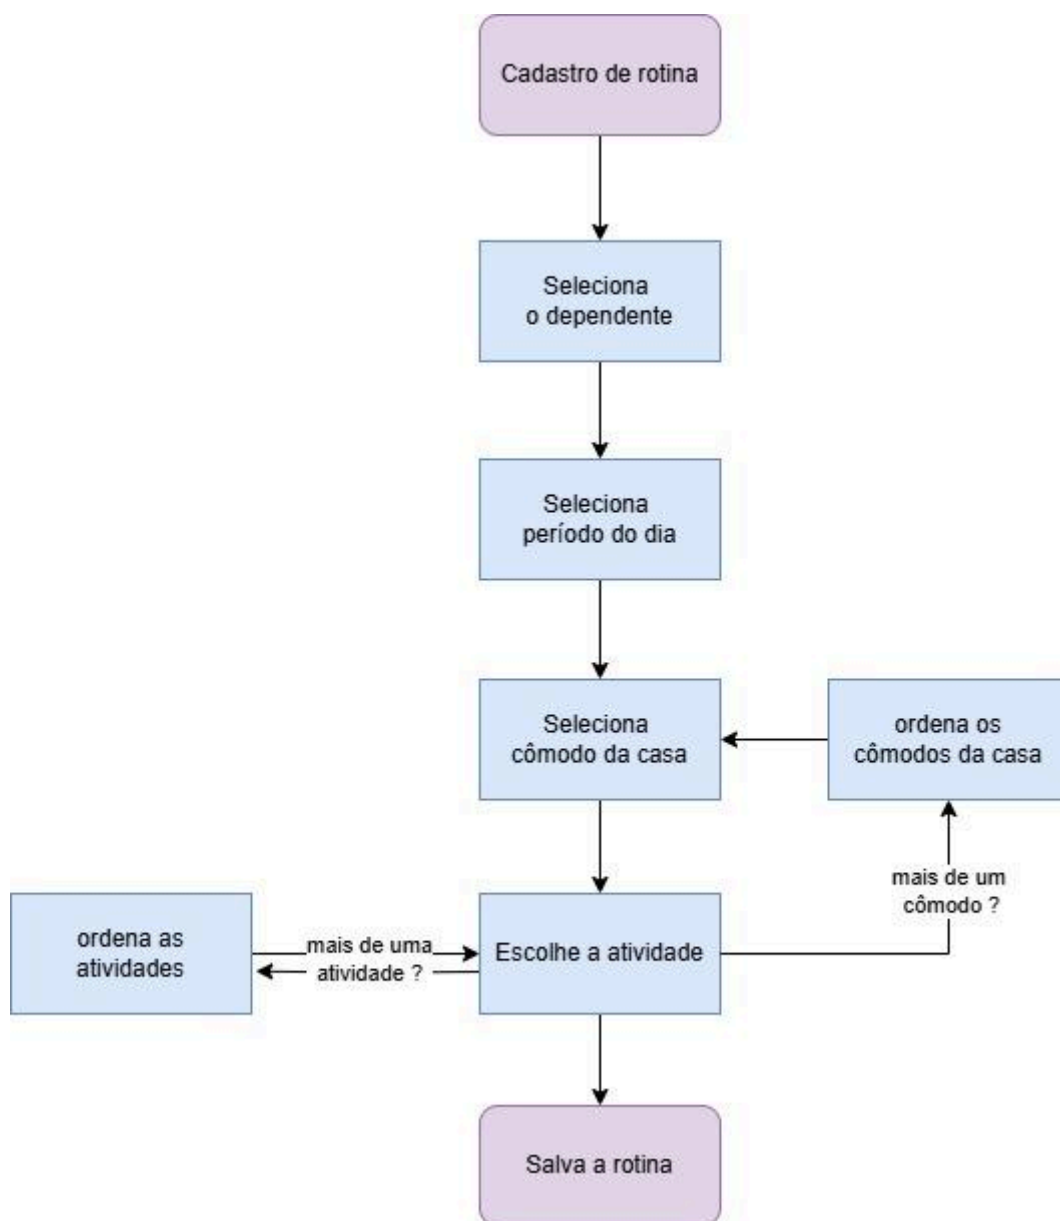 Cadastro de rotina
Seleciona
o dependente
Seleciona
período do dia
Seleciona
cômodo da casa
ordena os
cômodos da casa
mais de um
cômodo ?
ordena as
atividades
mais de uma
atividade ?
Escolhe a atividade
Salva a rotina